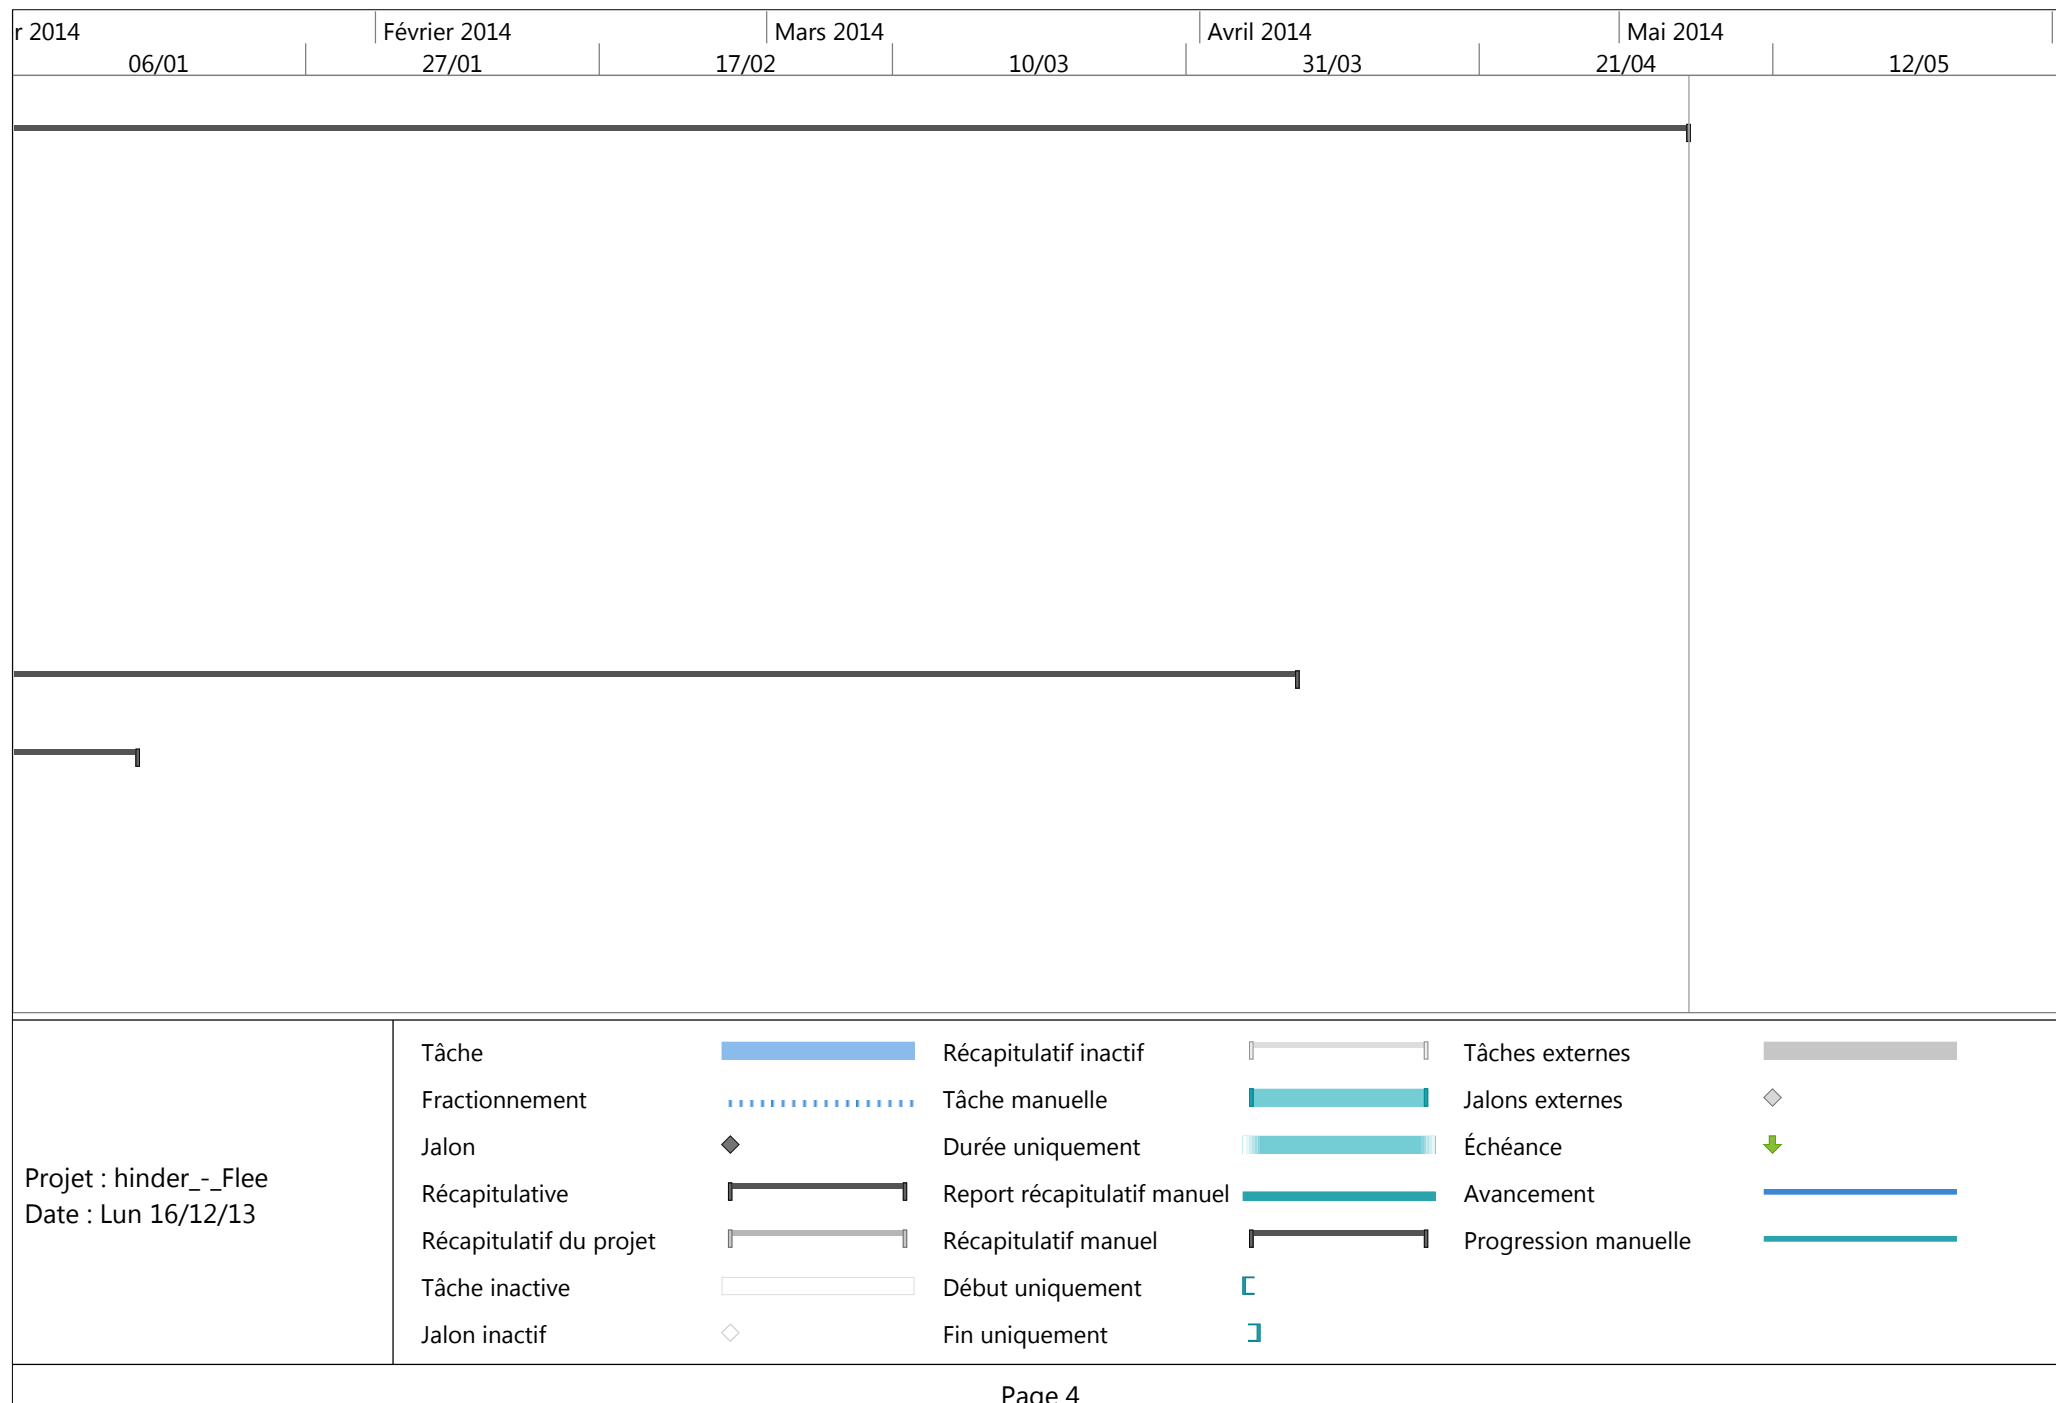 r 2014 Février 2014 Mars 2014 Avril 2014 Mai 2014
06/01 27/01 17/02 10/03 31/03 21/04 12/05
Tâche Récapitulatif inactif Tâches externes
Fractionnement Tâche manuelle Jalons externes
Jalon Durée uniquement Échéance
Récapitulative Report récapitulatif manuel Avancement
Récapitulatif du projet Récapitulatif manuel Progression manuelle
Tâche inactive Début uniquement
Jalon inactif Fin uniquement
Projet : hinder_-_Flee
Date : Lun 16/12/13
Page 4